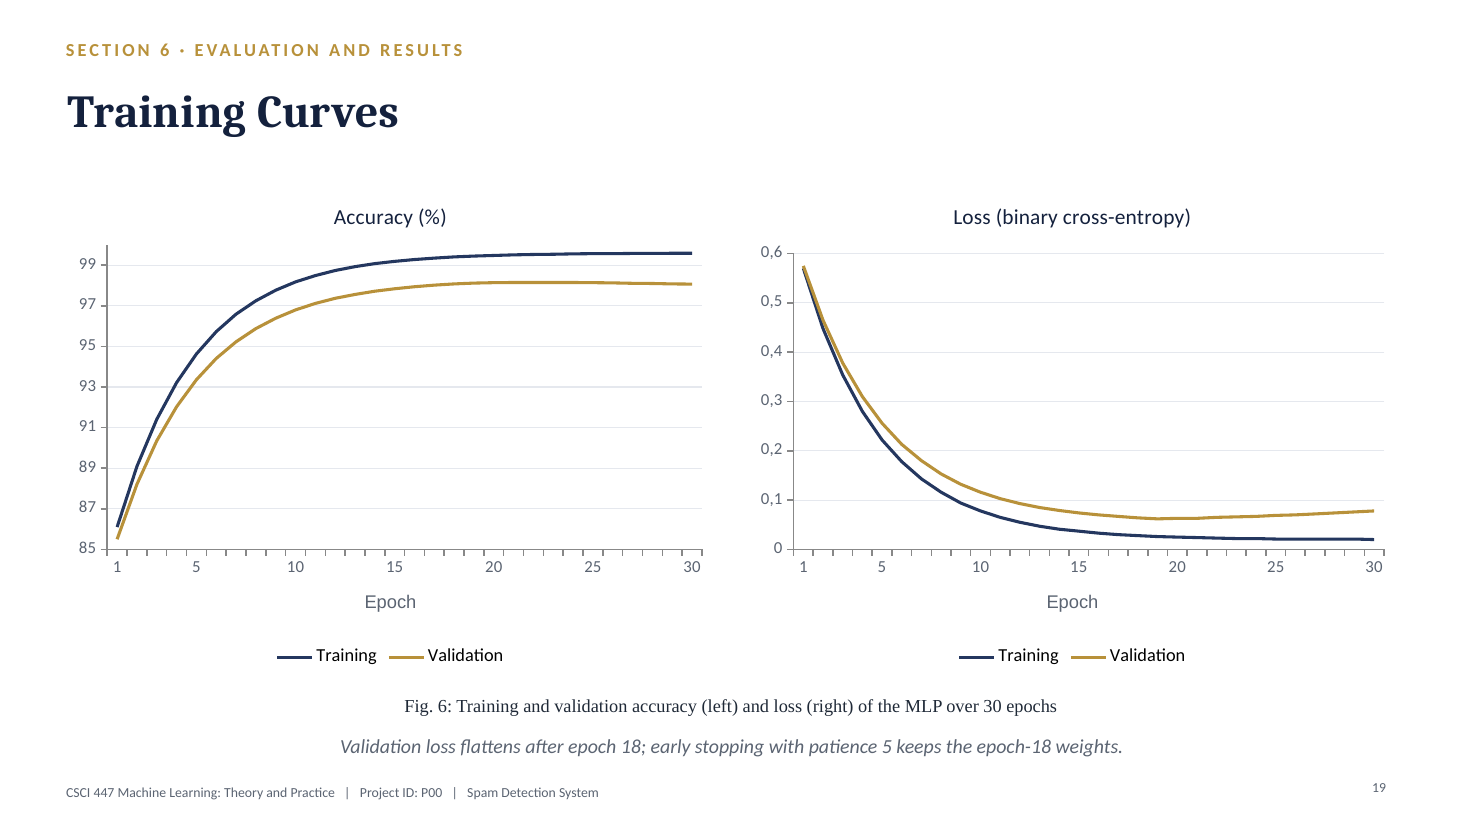 SECTION 6 · EVALUATION AND RESULTS
Training Curves
Accuracy (%)
99
97
95
93
91
89
87
85
1 5 10 15 20 25 30
Epoch
Training Validation
Loss (binary cross-entropy)
0,6
0,5
0,4
0,3
0,2
0,1
0
1 5 10 15 20 25 30
Epoch
Training Validation
Fig. 6: Training and validation accuracy (left) and loss (right) of the MLP over 30 epochs
Validation loss flattens after epoch 18; early stopping with patience 5 keeps the epoch-18 weights.
CSCI 447 Machine Learning: Theory and Practice | Project ID: P00 | Spam Detection System
19